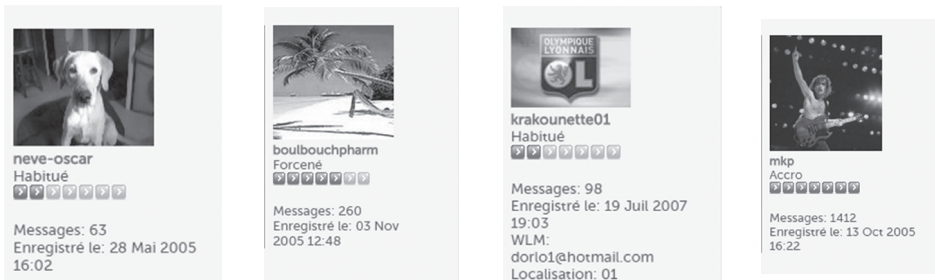 neve-oscar
Habitué
Messages: 63
Enregistré le: 28 Mai 2005
16:02
boulbouchpharm
Forcené
Messages: 260
Enregistré le: 03 Nov
2005 12:48
OLYMPIQUE
LYONNAIS
OL
krakounette01
Habitué
Messages: 98
Enregistré le: 19 Juil 2007
19:03
WLM:
dorlo1@hotmail.com
Localisation: 01
mkp
Accro
Messages: 1412
Enregistré le: 13 Oct 2005
16:22